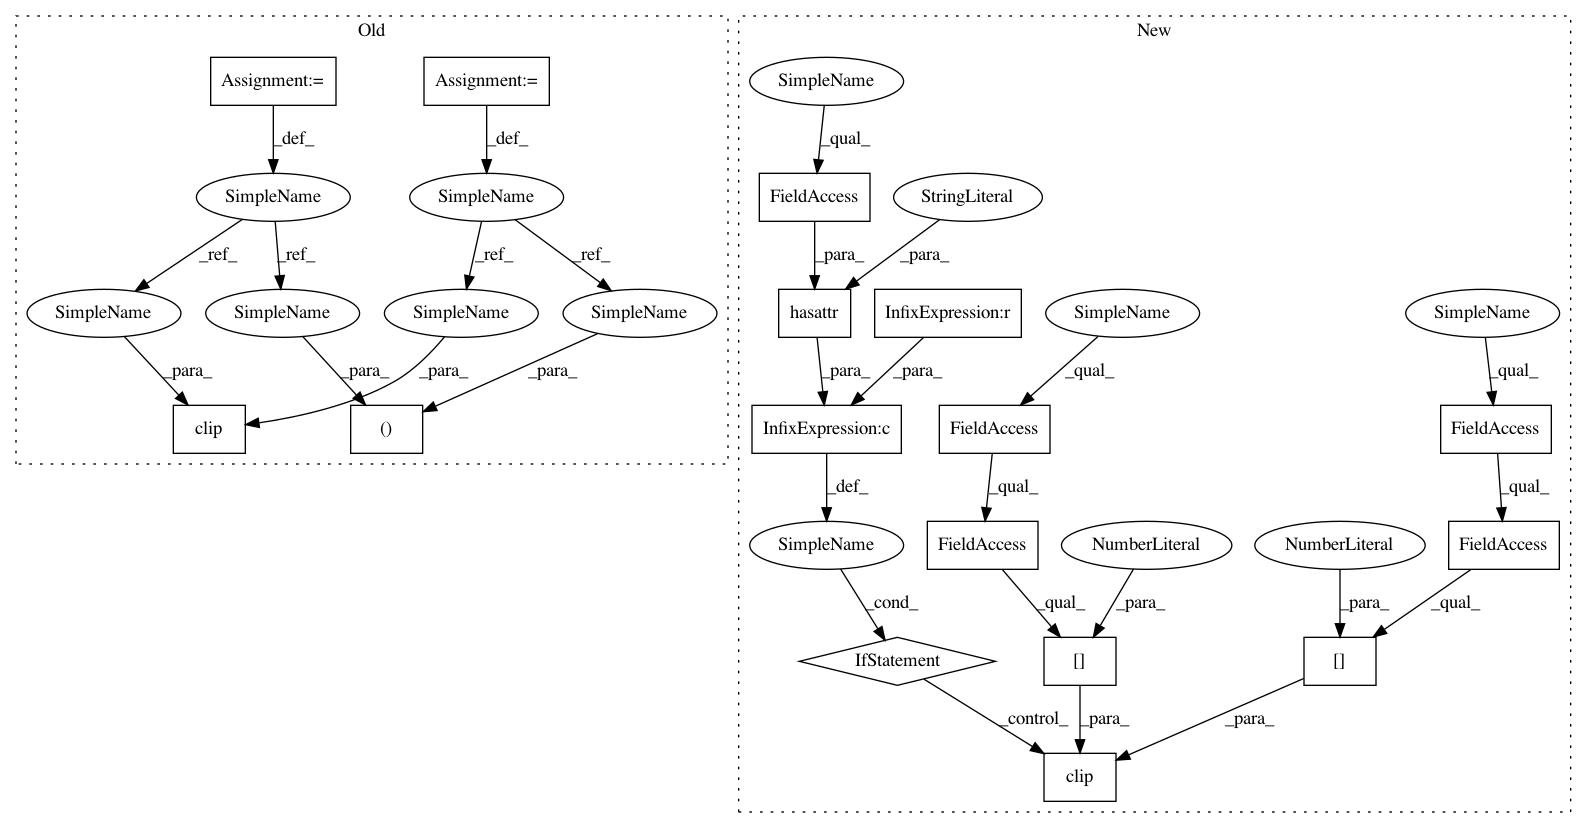 Old
New
Assignment:=
Assignment:=
SimpleName
_def_
_def_
_qual_
SimpleName
SimpleName
FieldAccess
StringLiteral
_ref_
_ref_
_ref_
_ref_
_para_
_para_
SimpleName
SimpleName
SimpleName
SimpleName
hasattr
InfixExpression:r
SimpleName
SimpleName
_para_
_para_
_para_
_para_
_para_
_para_
_qual_
_qual_
clip
()
InfixExpression:c
FieldAccess
FieldAccess
_def_
_qual_
_qual_
SimpleName
FieldAccess
NumberLiteral
NumberLiteral
FieldAccess
_cond_
_qual_
_para_
_para_
_qual_
IfStatement
[]
[]
_control_
_para_
_para_
clip